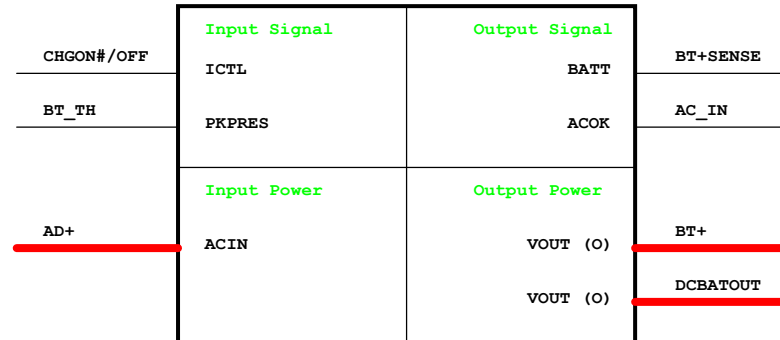 Input Signal Output Signal
CHGON#/OFF ICTL BATT BT+SENSE
BT_TH PKPRES ACOK AC_IN
Input Power Output Power
AD+ ACIN VOUT (O) BT+
VOUT (O) DCBATOUT